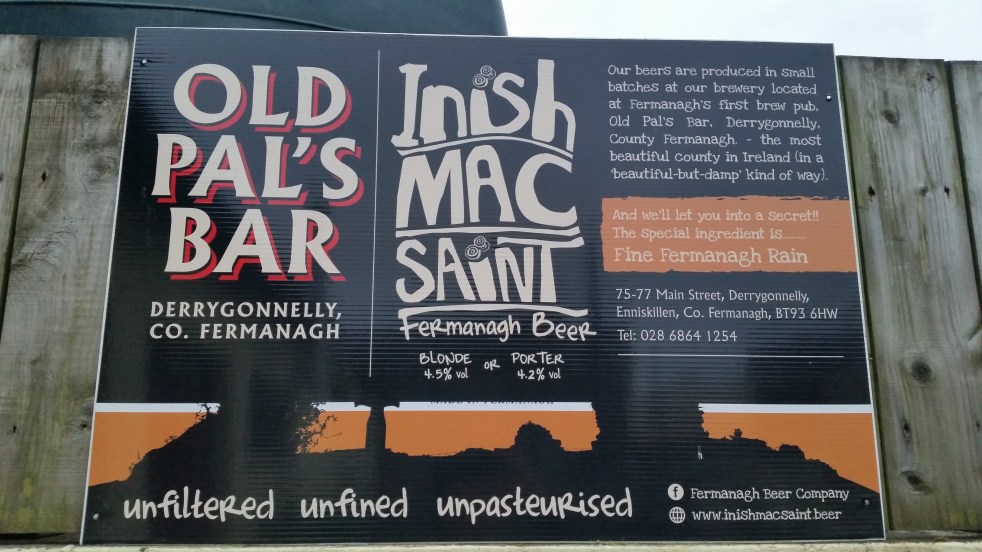 OLD
PAL'S
BAR
DERRYGONNELLY,
CO. FERMANAGH
Inish
MAC
SAiNT
Fermanagh Beer
BLONDE
4.5% vol
OR
PORTER
4.2% vol
Our beers are produced in small
batches at our brewery located
at Fermanagh's first brew pub,
Old Pal's Bar, Derrygonnelly,
County Fermanagh. - the most
beautiful county in Ireland (in a
'beautiful-but-damp' kind of way).
And we'll let you into a secret!!
The special ingredient is........
Fine Fermanagh Rain
75-77 Main Street, Derrygonnelly,
Enniskillen, Co. Fermanagh, BT93 6HW
Tel: 028 6864 1254
unfiltered unfined unpasteurised
f Fermanagh Beer Company
www.inishmacsaint.beer